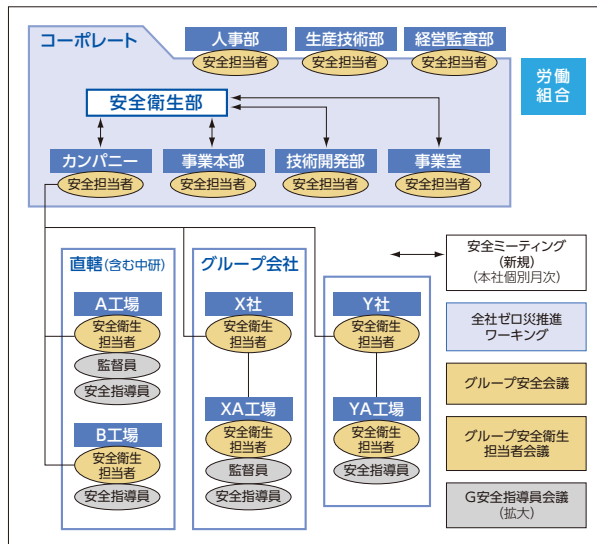 コーポレート
人事部
生産技術部
経営監査部
安全担当者
安全担当者
安全担当者
労働
組合
安全衛生部
カンパニー
事業本部
技術開発部
事業室
安全担当者
安全担当者
安全担当者
安全担当者
直轄(含む中研)
A工場
安全衛生
担当者
監督員
安全指導員
B工場
安全衛生
担当者
安全指導員
グループ会社
X社
安全衛生
担当者
XA工場
安全衛生
担当者
監督員
安全指導員
Y社
安全衛生
担当者
YA工場
安全衛生
担当者
安全指導員
安全ミーティング
(新規)
(本社個別月次)
全社ゼロ災推進
ワーキング
グループ安全会議
グループ安全衛生
担当者会議
G安全指導員会議
(拡大)